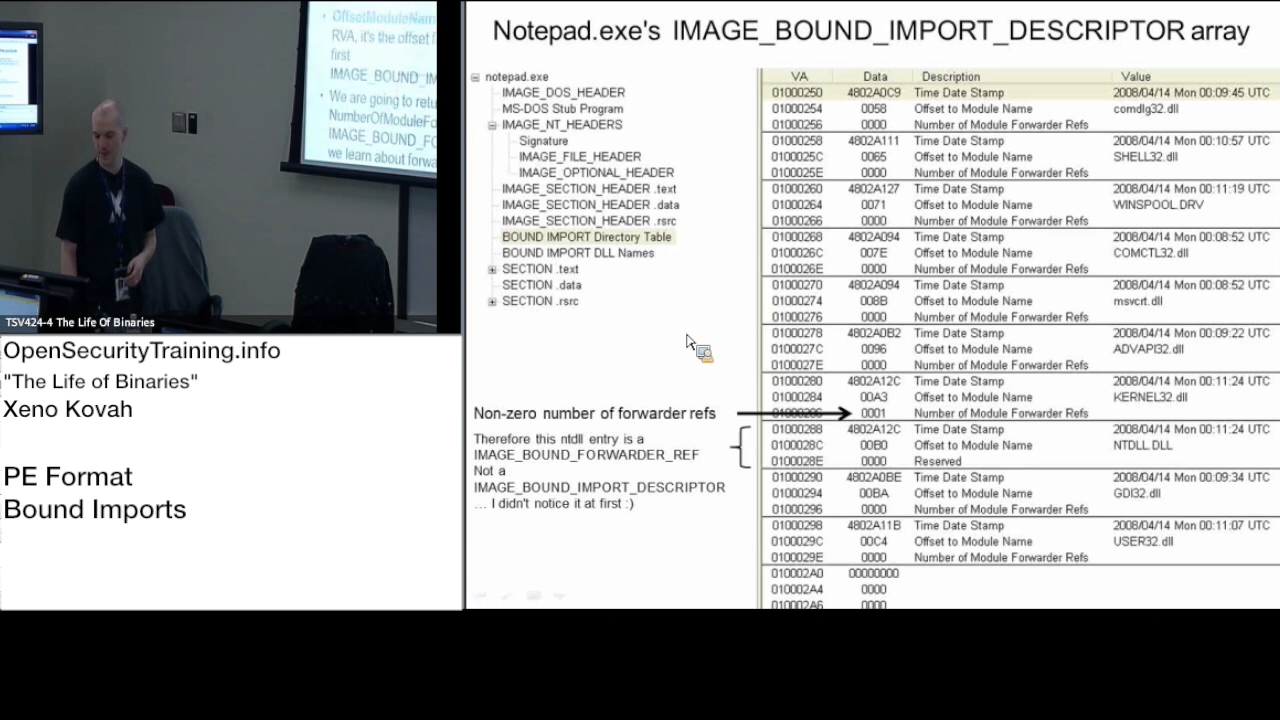 OffsetModuleNam
RVA, it's the offset f
first
IMAGE_BOUND_IM
We are going to retu
NumberOfModuleFo
IMAGE_BOUND_FO
we learn about forwa
TSV424-4 The Life Of Binaries
OpenSecurityTraining.info
"The Life of Binaries"
Xeno Kovah
PE Format
Bound Imports
Notepad.exe's IMAGE_BOUND_IMPORT_DESCRIPTOR array
notepad.exe
IMAGE_DOS_HEADER
MS-DOS Stub Program
IMAGE_NT_HEADERS
Signature
IMAGE_FILE_HEADER
IMAGE_OPTIONAL_HEADER
IMAGE_SECTION_HEADER .text
IMAGE_SECTION_HEADER .data
IMAGE_SECTION_HEADER .rsrc
BOUND IMPORT Directory Table
BOUND IMPORT DLL Names
SECTION .text
SECTION .data
SECTION .rsrc
Non-zero number of forwarder refs
Therefore this ntdll entry is a
IMAGE_BOUND_FORWARDER_REF
Not a
IMAGE_BOUND_IMPORT_DESCRIPTOR
... I didn't notice it at first :)
VA Data Description Value
01000250 4802A0C9 Time Date Stamp 2008/04/14 Mon 00:09:45 UTC
01000254 0058 Offset to Module Name comdlg32.dll
01000256 0000 Number of Module Forwarder Refs
01000258 4802A111 Time Date Stamp 2008/04/14 Mon 00:10:57 UTC
0100025C 0065 Offset to Module Name SHELL32.dll
0100025E 0000 Number of Module Forwarder Refs
01000260 4802A127 Time Date Stamp 2008/04/14 Mon 00:11:19 UTC
01000264 0071 Offset to Module Name WINSPOOL.DRV
01000266 0000 Number of Module Forwarder Refs
01000268 4802A094 Time Date Stamp 2008/04/14 Mon 00:08:52 UTC
0100026C 007E Offset to Module Name COMCTL32.dll
0100026E 0000 Number of Module Forwarder Refs
01000270 4802A094 Time Date Stamp 2008/04/14 Mon 00:08:52 UTC
01000274 008B Offset to Module Name msvcrt.dll
01000276 0000 Number of Module Forwarder Refs
01000278 4802A0B2 Time Date Stamp 2008/04/14 Mon 00:09:22 UTC
0100027C 0096 Offset to Module Name ADVAPI32.dll
0100027E 0000 Number of Module Forwarder Refs
01000280 4802A12C Time Date Stamp 2008/04/14 Mon 00:11:24 UTC
01000284 00A3 Offset to Module Name KERNEL32.dll
01000286 0001 Number of Module Forwarder Refs
01000288 4802A12C Time Date Stamp 2008/04/14 Mon 00:11:24 UTC
0100028C 00B0 Offset to Module Name NTDLL.DLL
0100028E 0000 Reserved
01000290 4802A0BE Time Date Stamp 2008/04/14 Mon 00:09:34 UTC
01000294 00BA Offset to Module Name GDI32.dll
01000296 0000 Number of Module Forwarder Refs
01000298 4802A11B Time Date Stamp 2008/04/14 Mon 00:11:07 UTC
0100029C 00C4 Offset to Module Name USER32.dll
0100029E 0000 Number of Module Forwarder Refs
010002A0 00000000
010002A4 0000
010002A6 0000